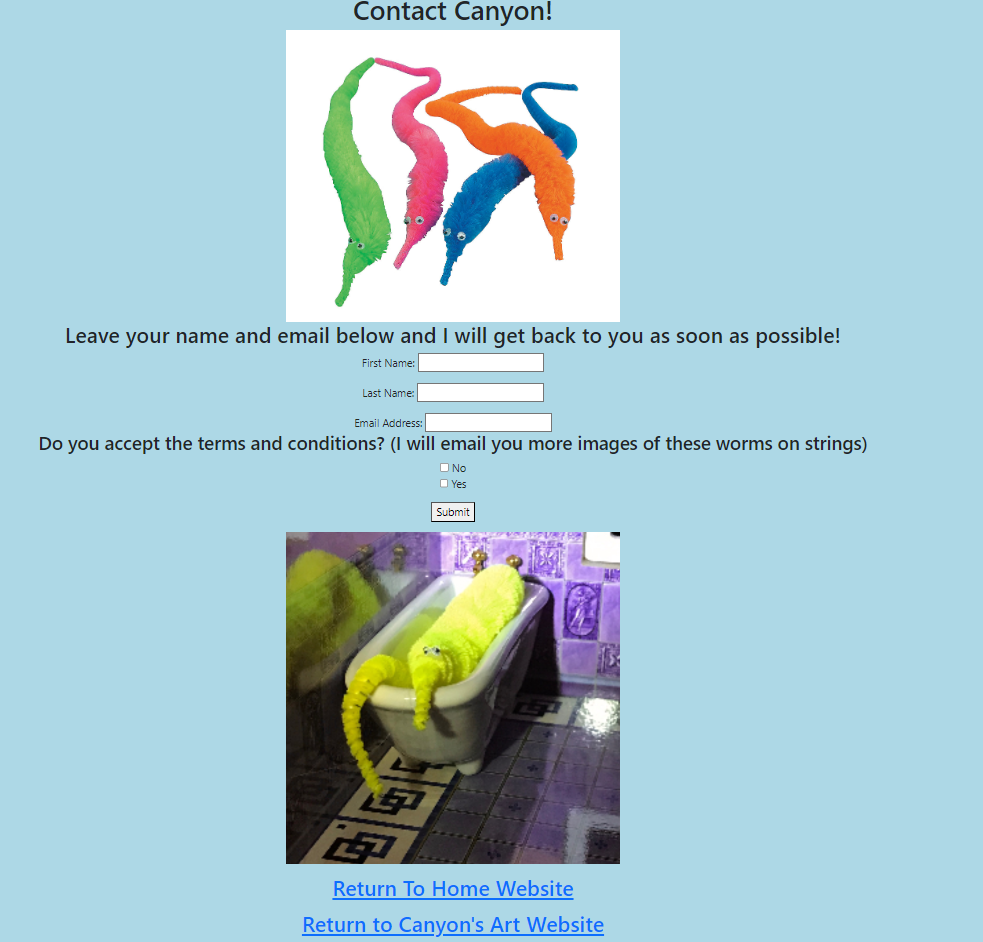 Contact Canyon!
Leave your name and email below and I will get back to you as soon as possible!
First Name:
Last Name:
Email Address:
Do you accept the terms and conditions? (I will email you more images of these worms on strings)
No
Yes
Submit
Return To Home Website
Return to Canyon's Art Website